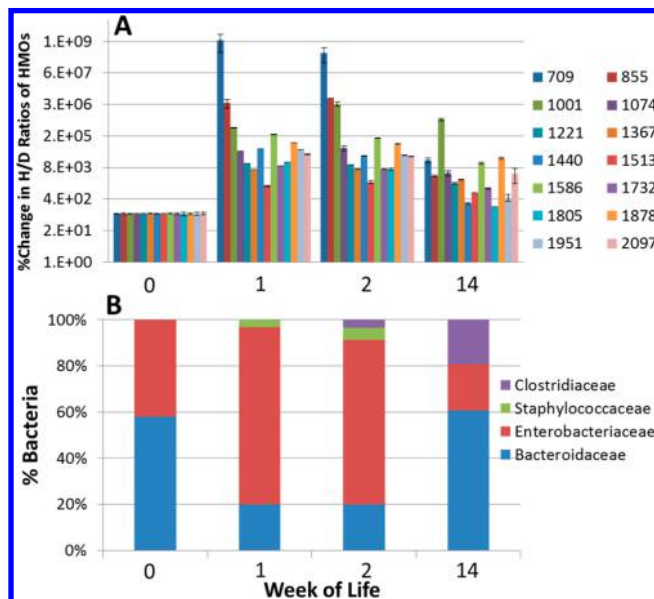 A
%Change in H/D Ratios of HMOs
1.E+09
6.E+07
3.E+06
2.E+05
8.E+03
4.E+02
2.E+01
1.E+00
0 1 2 14
709 855
1001 1074
1221 1367
1440 1513
1586 1732
1805 1878
1951 2097
B
% Bacteria
100%
80%
60%
40%
20%
0%
Clostridiaceae
Staphylococcaceae
Enterobacteriaceae
Bacteroidaceae
0 1 2 14
Week of Life